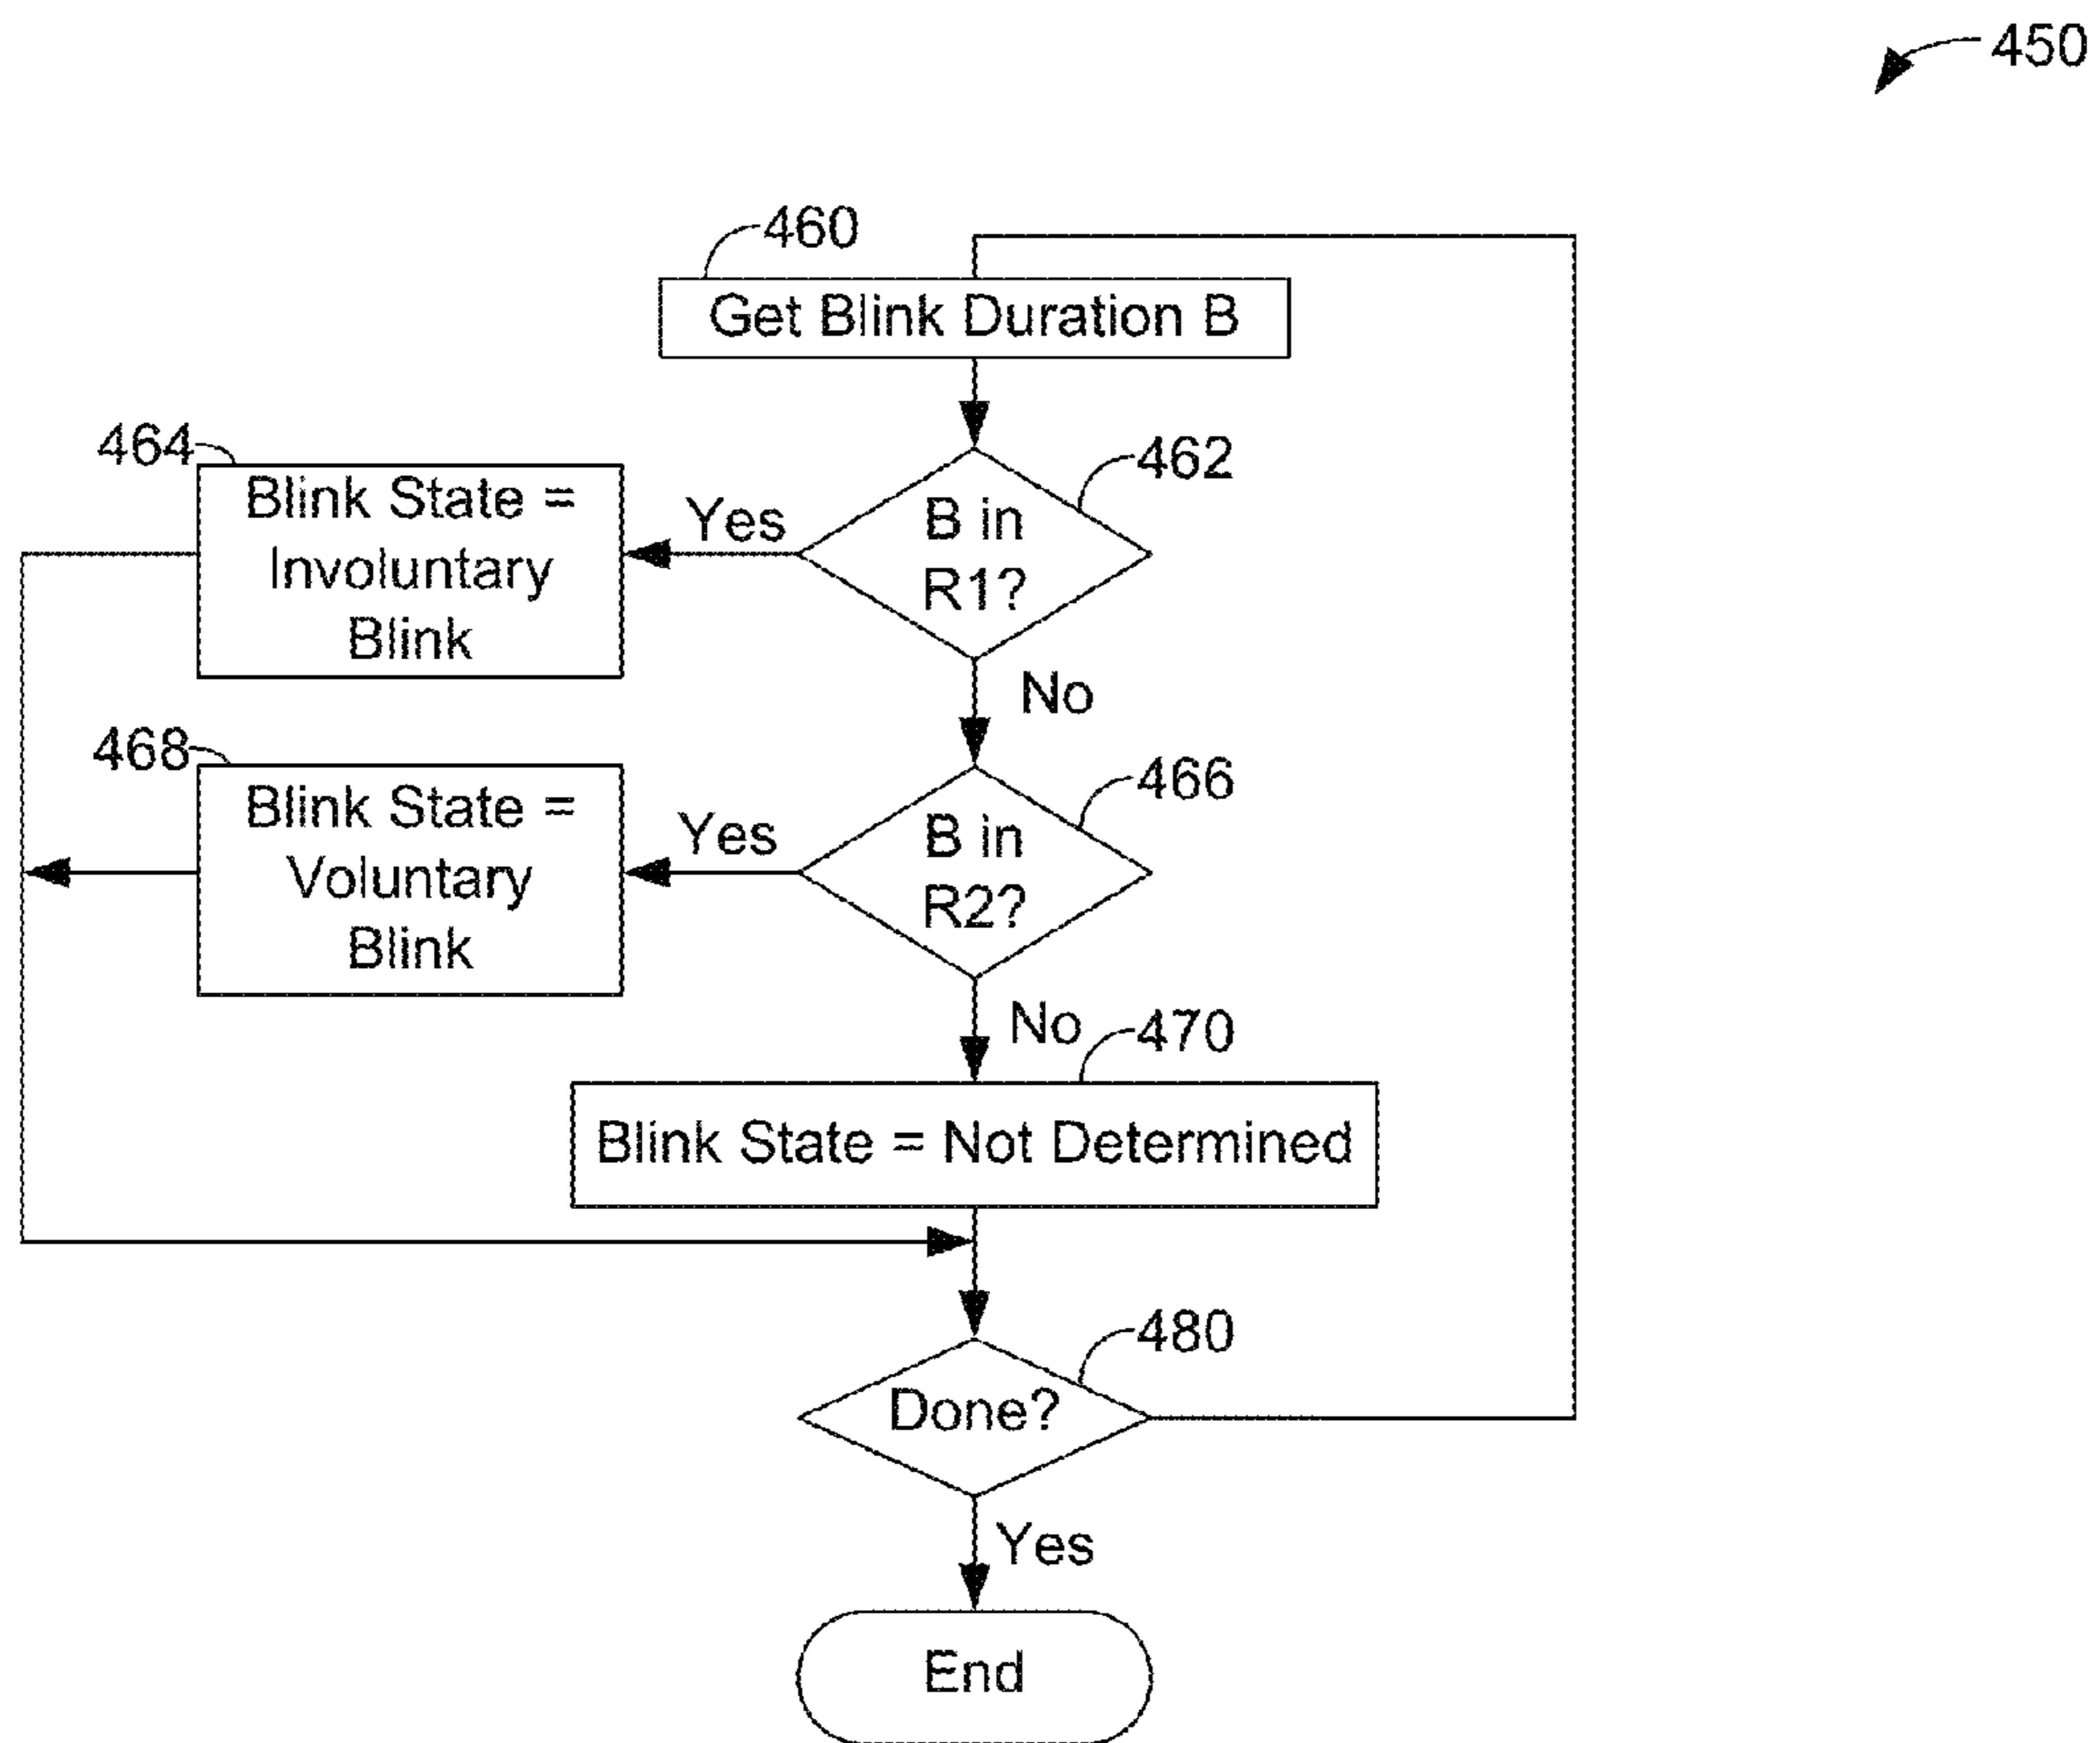 450
460
Get Blink Duration B
464
462
Blink State =
Involuntary
Blink
Yes
B in
R1?
No
468
466
Blink State =
Voluntary
Blink
Yes
B in
R2?
No
470
Blink State = Not Determined
480
Done?
Yes
End